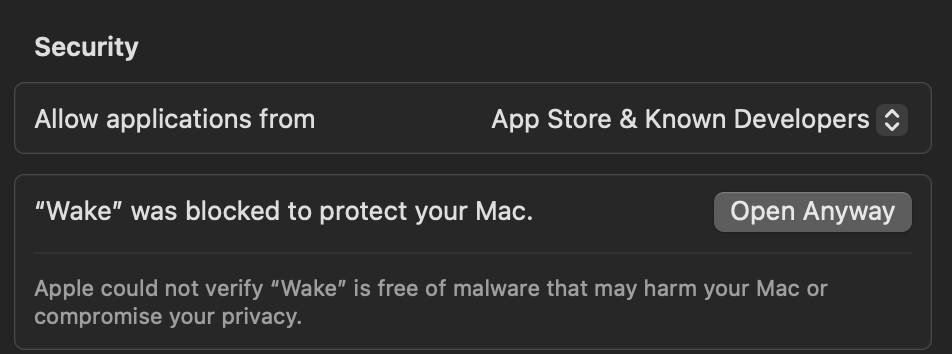 Security
Allow applications from App Store & Known Developers
“Wake” was blocked to protect your Mac. Open Anyway
Apple could not verify “Wake” is free of malware that may harm your Mac or
compromise your privacy.